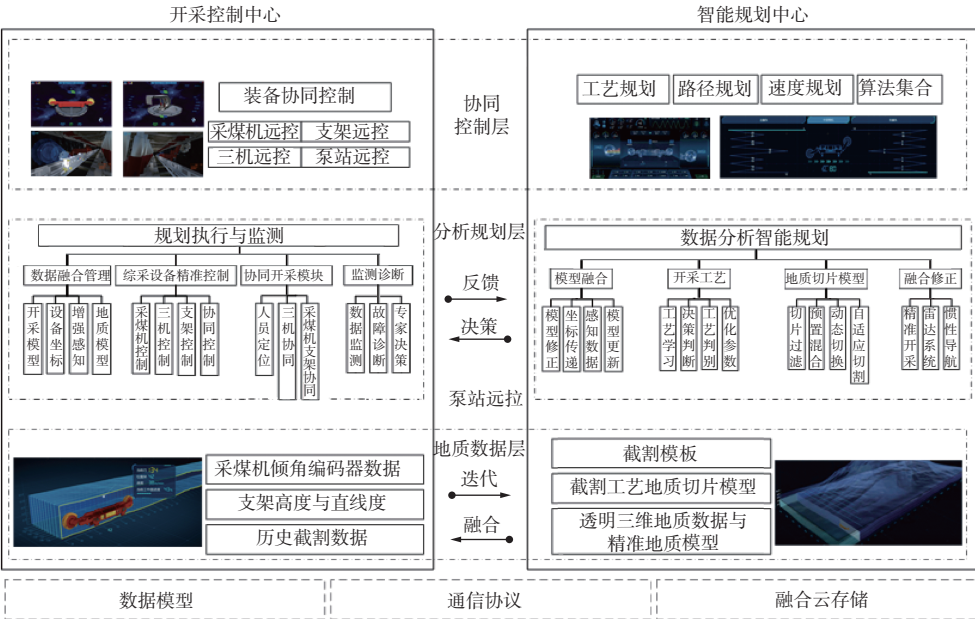 开采控制中心
智能规划中心
装备协同控制
采煤机远控
支架远控
三机远控
泵站远控
协同
控制层
工艺规划
路径规划
速度规划
算法集合
规划执行与监测
数据融合管理
综采设备精准控制
协同开采模块
监测诊断
开采模型
设备坐标
增强感知
地质模型
采煤机控制
三机控制
支架控制
协同控制
人员定位
三机协同
采煤机支架协同
数据监测
故障诊断
专家决策
分析规划层
反馈
决策
泵站远拉
数据分析智能规划
模型融合
开采工艺
地质切片模型
融合修正
模型修正
坐标传递
感知数据
模型更新
工艺学习
决策判断
工艺判别
优化参数
切片过滤
预置混合
动态切换
自适应切割
精准开采
雷达系统
惯性导航
采煤机倾角编码器数据
支架高度与直线度
历史截割数据
地质数据层
迭代
融合
截割模板
截割工艺地质切片模型
透明三维地质数据与
精准地质模型
数据模型
通信协议
融合云存储